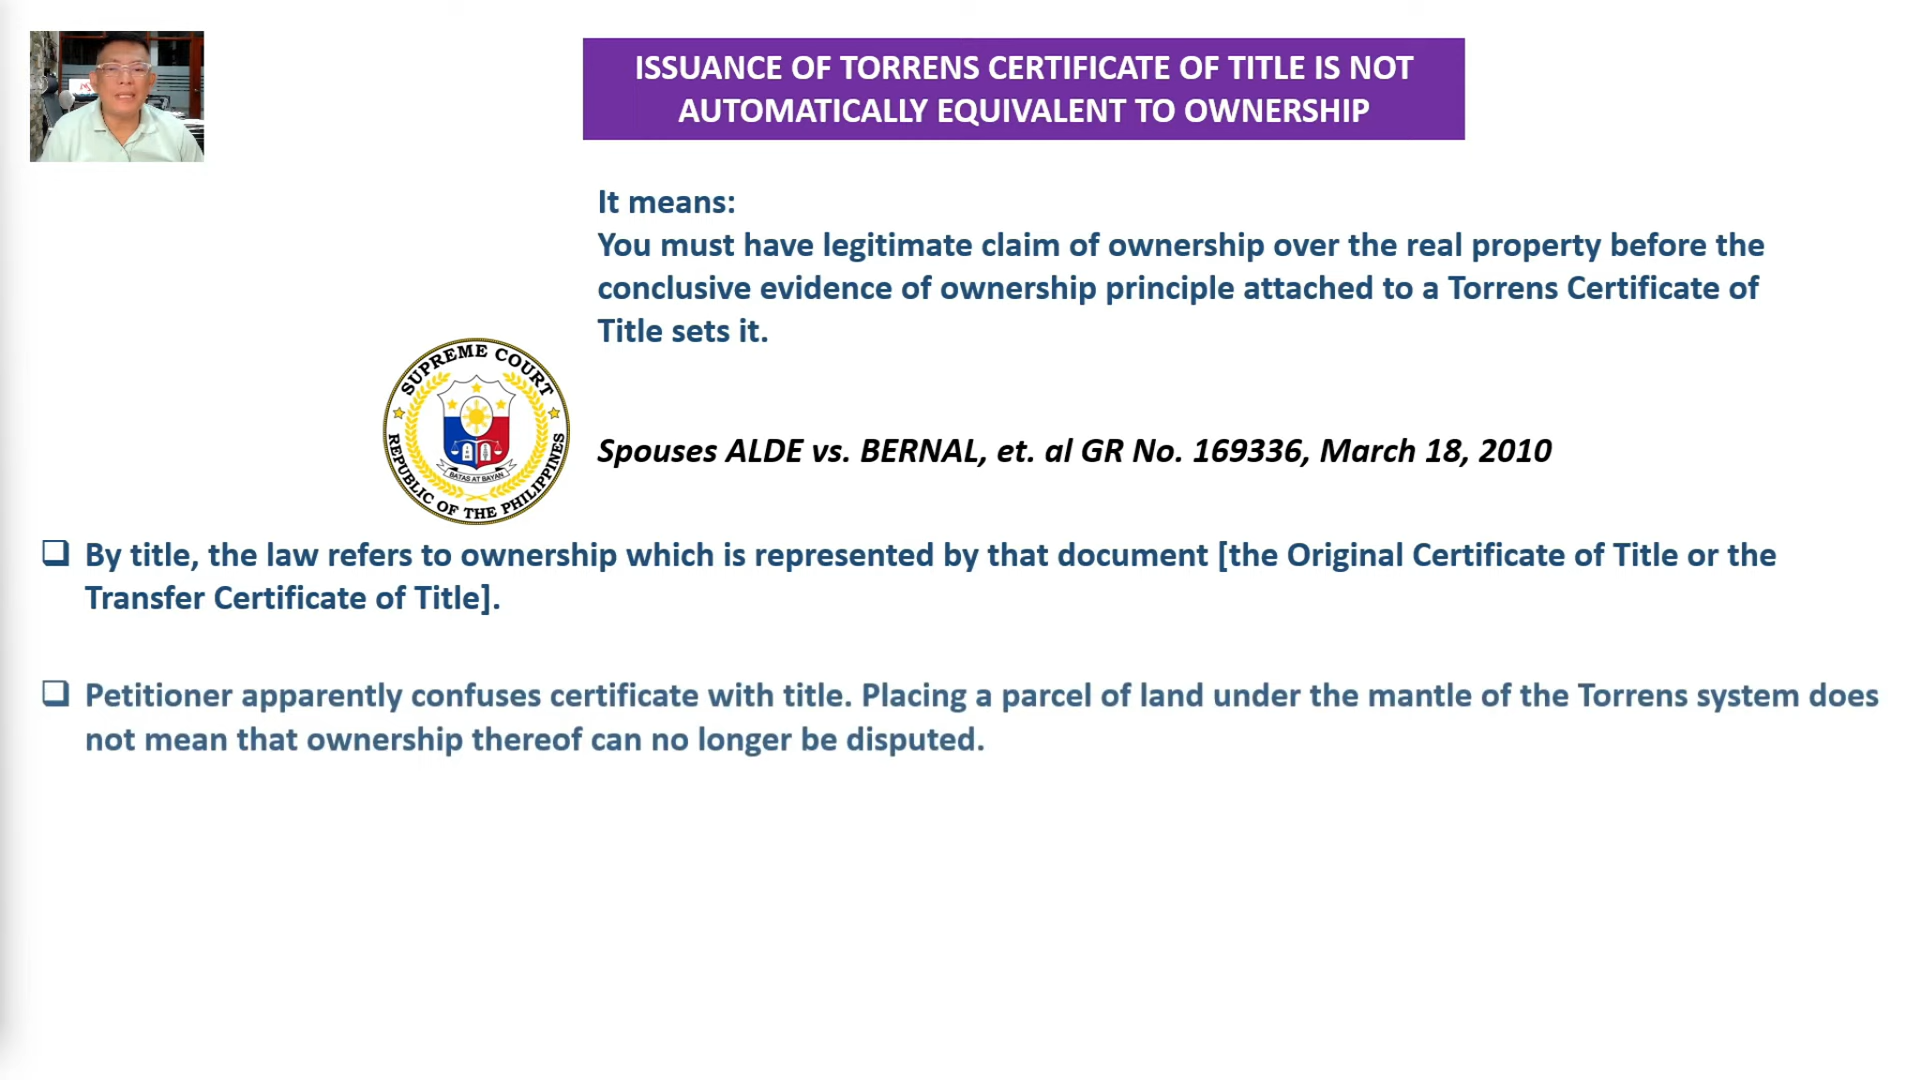 ISSUANCE OF TORRENS CERTIFICATE OF TITLE IS NOT
AUTOMATICALLY EQUIVALENT TO OWNERSHIP
It means:
You must have legitimate claim of ownership over the real property before the
conclusive evidence of ownership principle attached to a Torrens Certificate of
Title sets it.
SUPREME COURT
REPUBLIC OF THE PHILIPPINES
BATAS AT BAYAN
Spouses ALDE vs. BERNAL, et. al GR No. 169336, March 18, 2010
By title, the law refers to ownership which is represented by that document [the Original Certificate of Title or the
Transfer Certificate of Title].
Petitioner apparently confuses certificate with title. Placing a parcel of land under the mantle of the Torrens system does
not mean that ownership thereof can no longer be disputed.